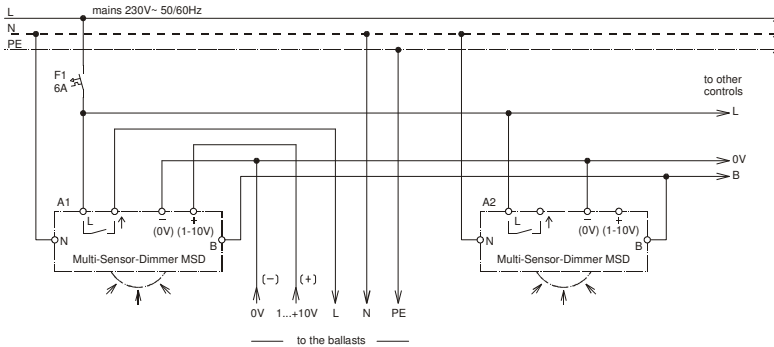 L mains 230V~ 50/60Hz
N
PE
F1
6A
to other
controls
L
0V
B
A1
L
− +
(0V) (1-10V)
N
B
Multi-Sensor-Dimmer MSD
A2
L
− +
(0V) (1-10V)
N
B
Multi-Sensor-Dimmer MSD
(−) (+)
0V 1...+10V L N PE
to the ballasts